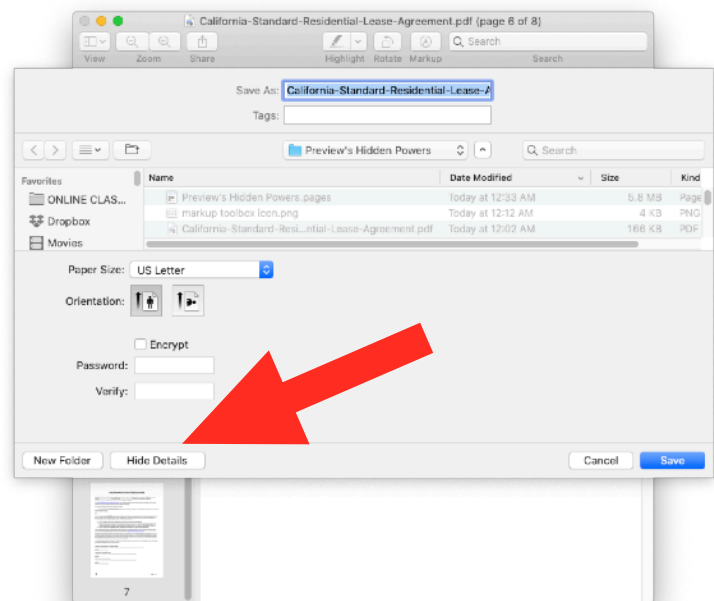 California-Standard-Residential-Lease-Agreement.pdf (page 6 of 8)
Search
View Zoom Share Highlight Rotate Markup Search
Save As: California-Standard-Residential-Lease-A
Tags:
Preview's Hidden Powers
Search
Favorites
ONLINE CLAS...
Dropbox
Movies
Name Date Modified Size Kind
Preview's Hidden Powers.pages Today at 12:33 AM 5.8 MB Page
markup toolbox icon.png Today at 12:12 AM 4 KB PNG
California-Standard-Resi...ntial-Lease-Agreement.pdf Today at 12:02 AM 166 KB PDF
Paper Size: US Letter
Orientation:
Encrypt
Password:
Verify:
New Folder Hide Details Cancel Save
7